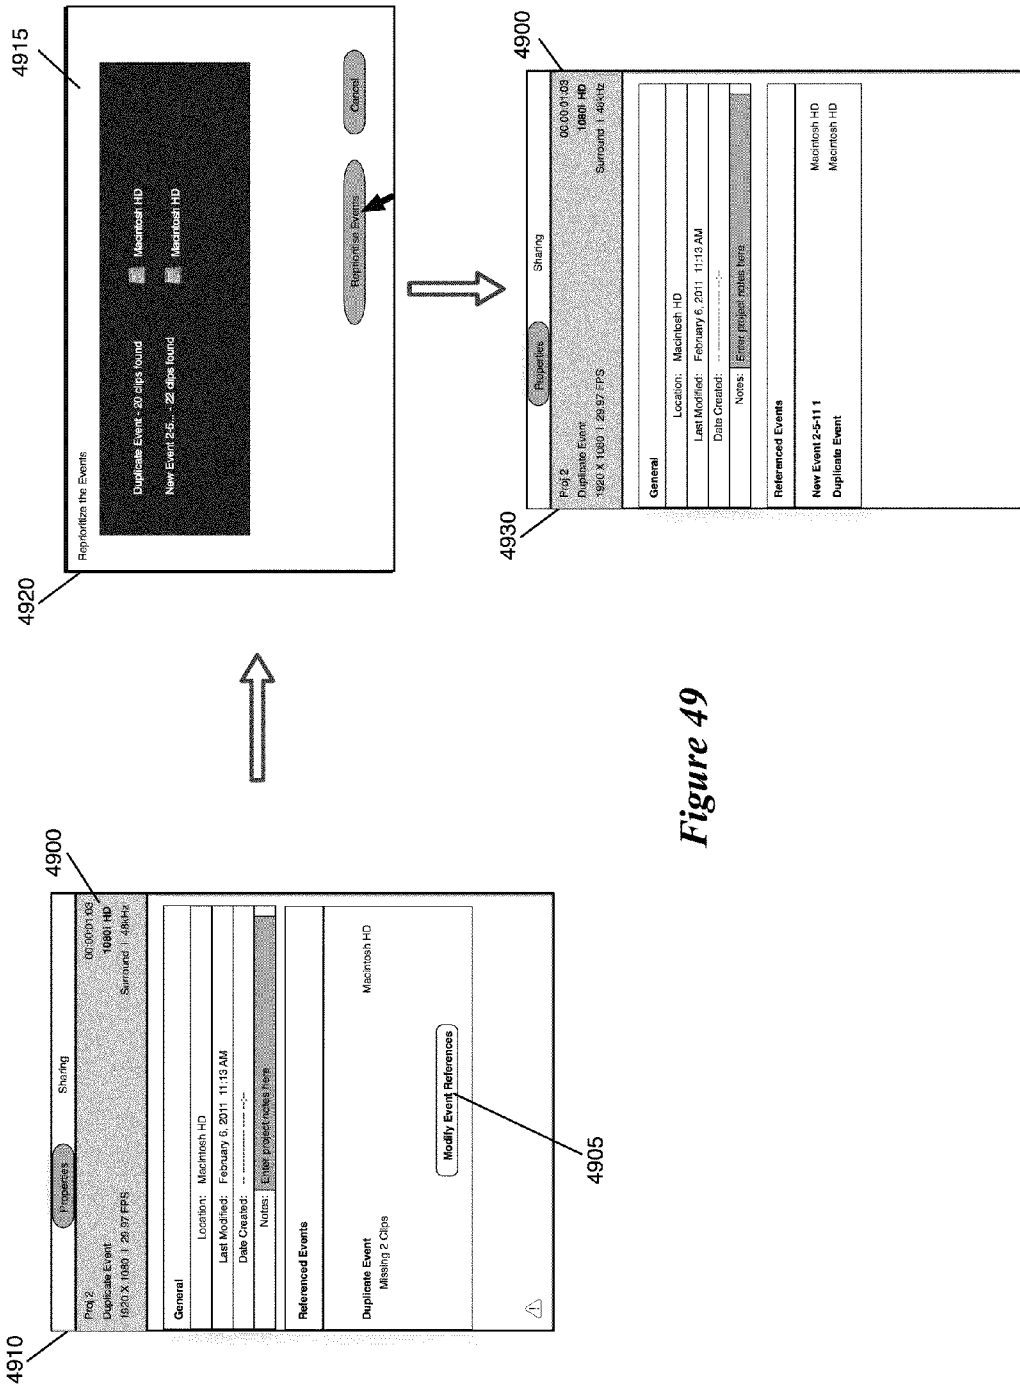 4910
4900
Properties
Sharing
Proj 2
00:00:01:03
Duplicate Event
1080i HD
1920 X 1080 | 29.97 FPS
Surround | 48kHz
General
Location: Macintosh HD
Last Modified: February 6, 2011 11:13 AM
Date Created: -- ------------ ---- --:--
Notes: Enter project notes here
Referenced Events
Duplicate Event
Macintosh HD
Missing 2 Clips
Modify Event References
4905
4920
4915
Reprioritize the Events
Duplicate Event - 20 clips found
Macintosh HD
New Event 2-5... - 22 clips found
Macintosh HD
Reprioritise Events
Cancel
4930
4900
Properties
Sharing
Proj 2
00:00:01:03
Duplicate Event
1080i HD
1920 X 1080 | 29.97 FPS
Surround | 48kHz
General
Location: Macintosh HD
Last Modified: February 6, 2011 11:13 AM
Date Created: -- ------------ ---- --:--
Notes: Enter project notes here
Referenced Events
New Event 2-5-11 1
Macintosh HD
Duplicate Event
Macintosh HD
Figure 49